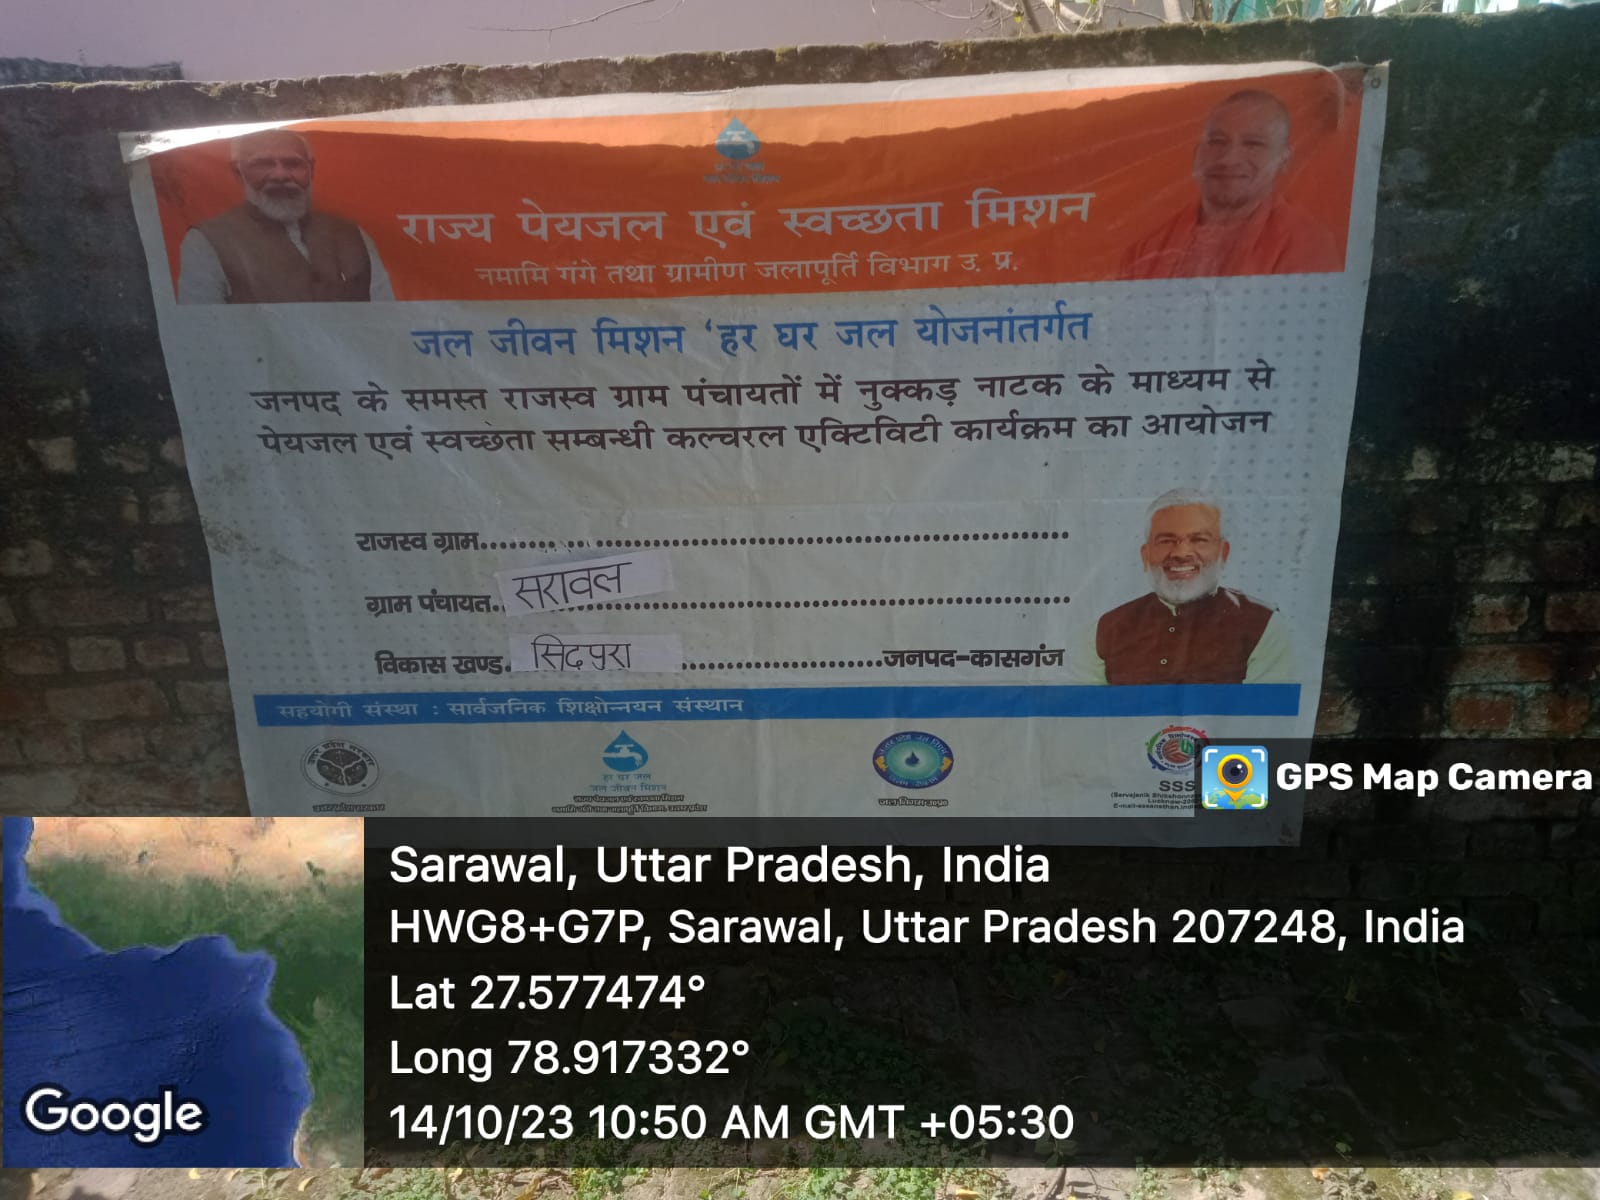 राज्य पेयजल एवं स्वच्छता मिशन
नमामि गंगे तथा ग्रामीण जलापूर्ति विभाग उ. प्र.
जल जीवन मिशन ‘हर घर जल योजनांतर्गत
जनपद के समस्त राजस्व ग्राम पंचायतों में नुक्कड़ नाटक के माध्यम से
पेयजल एवं स्वच्छता सम्बन्धी कल्चरल एक्टिविटी कार्यक्रम का आयोजन
राजस्व ग्राम
ग्राम पंचायत.. सरावल
विकास खण्ड. सिदपुरा जनपद-कासगंज
सहयोगी संस्था : सार्वजनिक शिक्षोन्नयन संस्थान
हर घर जल
जल जीवन मिशन
SSS
GPS Map Camera
Sarawal, Uttar Pradesh, India
HWG8+G7P, Sarawal, Uttar Pradesh 207248, India
Lat 27.577474°
Long 78.917332°
14/10/23 10:50 AM GMT +05:30
Google